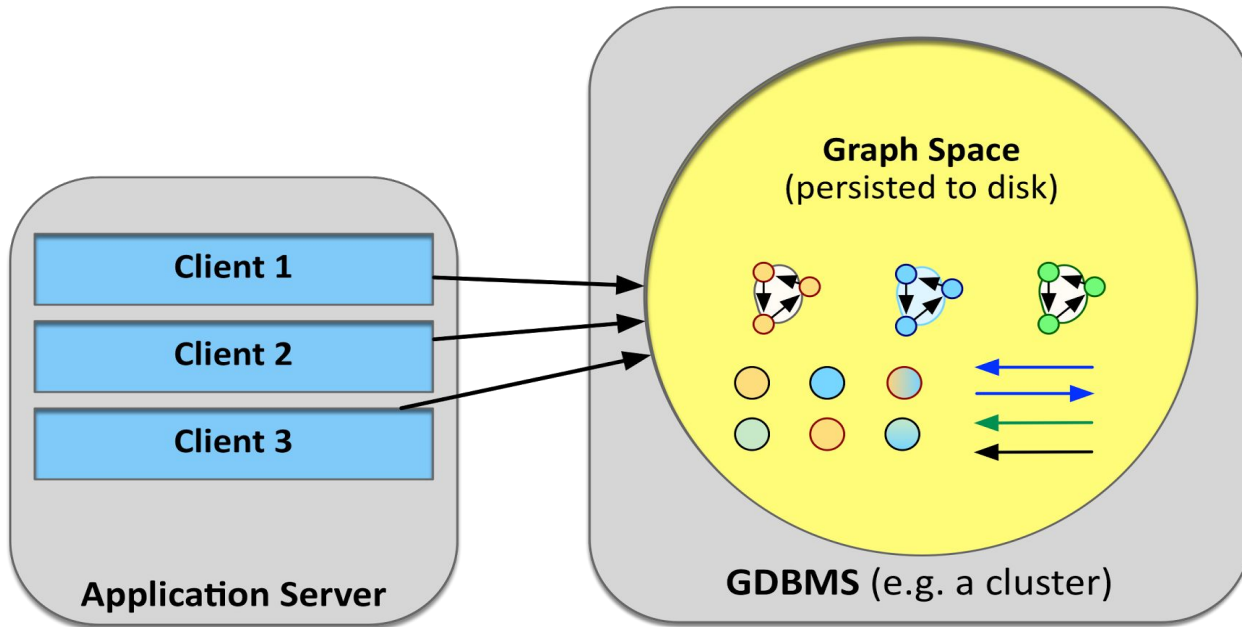 Client 1
Client 2
Client 3
Application Server
Graph Space
(persisted to disk)
GDBMS (e.g. a cluster)